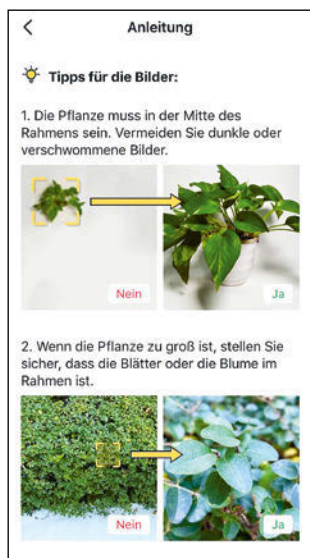 Anleitung
Tipps für die Bilder:
1. Die Pflanze muss in der Mitte des
Rahmens sein. Vermeiden Sie dunkle oder
verschwommene Bilder.
Nein
Ja
2. Wenn die Pflanze zu groß ist, stellen Sie
sicher, dass die Blätter oder die Blume im
Rahmen ist.
Nein
Ja